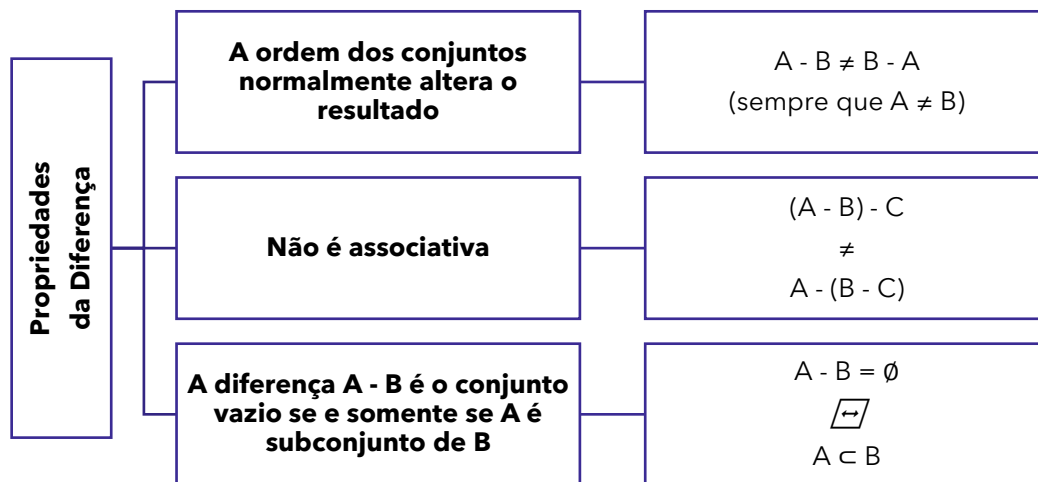 Propriedades
da Diferença
A ordem dos conjuntos
normalmente altera o
resultado
A - B ≠ B - A
(sempre que A ≠ B)
Não é associativa
(A - B) - C
≠
A - (B - C)
A diferença A - B é o conjunto
vazio se e somente se A é
subconjunto de B
A - B = ∅
↔
A ⊂ B